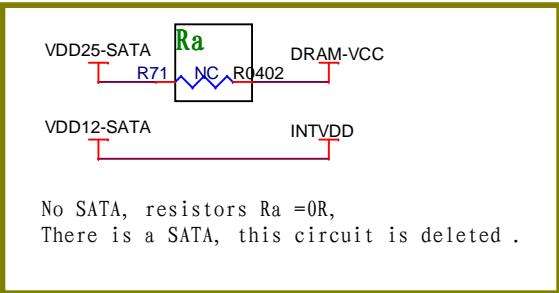 Ra
VDD25-SATA DRAM-VCC
R71 NC R0402
VDD12-SATA INTVDD
No SATA, resistors Ra =0R,
There is a SATA, this circuit is deleted .